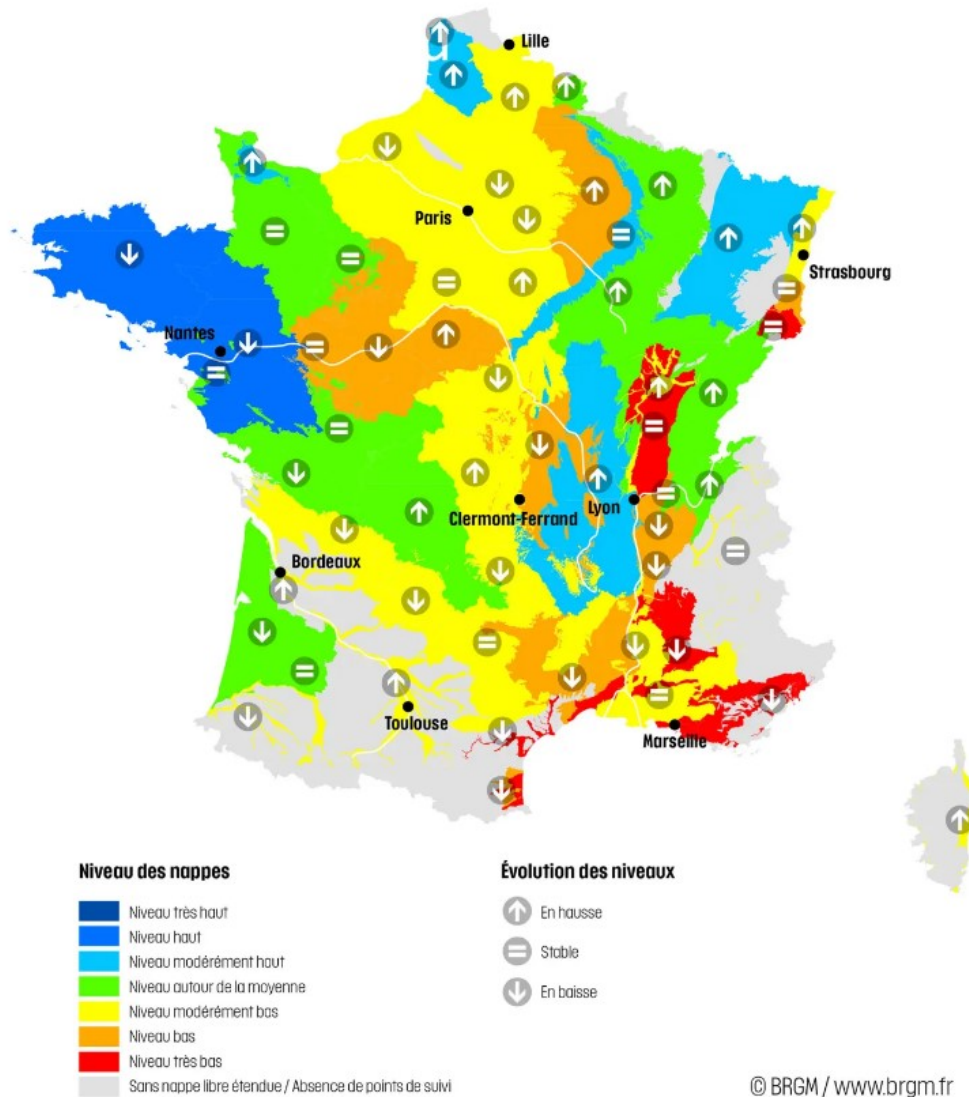 Lille
Paris
Strasbourg
Nantes
Clermont-Ferrand
Lyon
Bordeaux
Toulouse
Marseille
Niveau des nappes
Niveau très haut
Niveau haut
Niveau modérément haut
Niveau autour de la moyenne
Niveau modérément bas
Niveau bas
Niveau très bas
Sans nappe libre étendue / Absence de points de suivi
Évolution des niveaux
En hausse
Stable
En baisse
© BRGM / www.brgm.fr